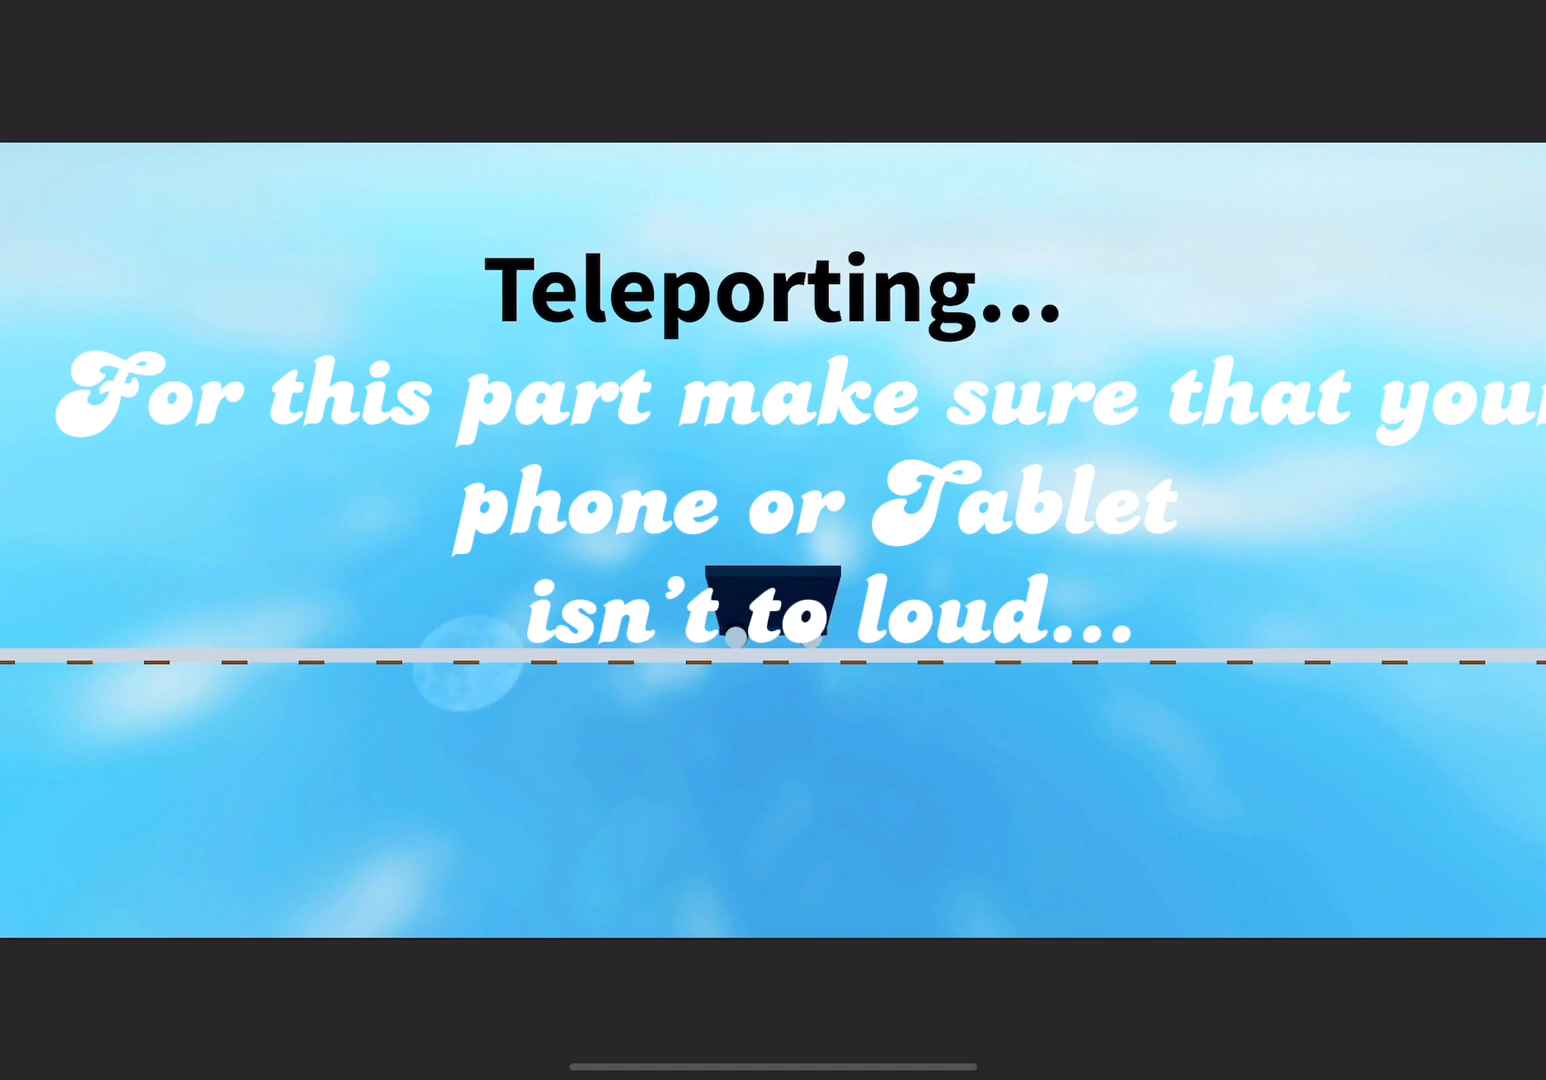 Teleporting...
For this part make sure that your
phone or Tablet
isn't to loud...